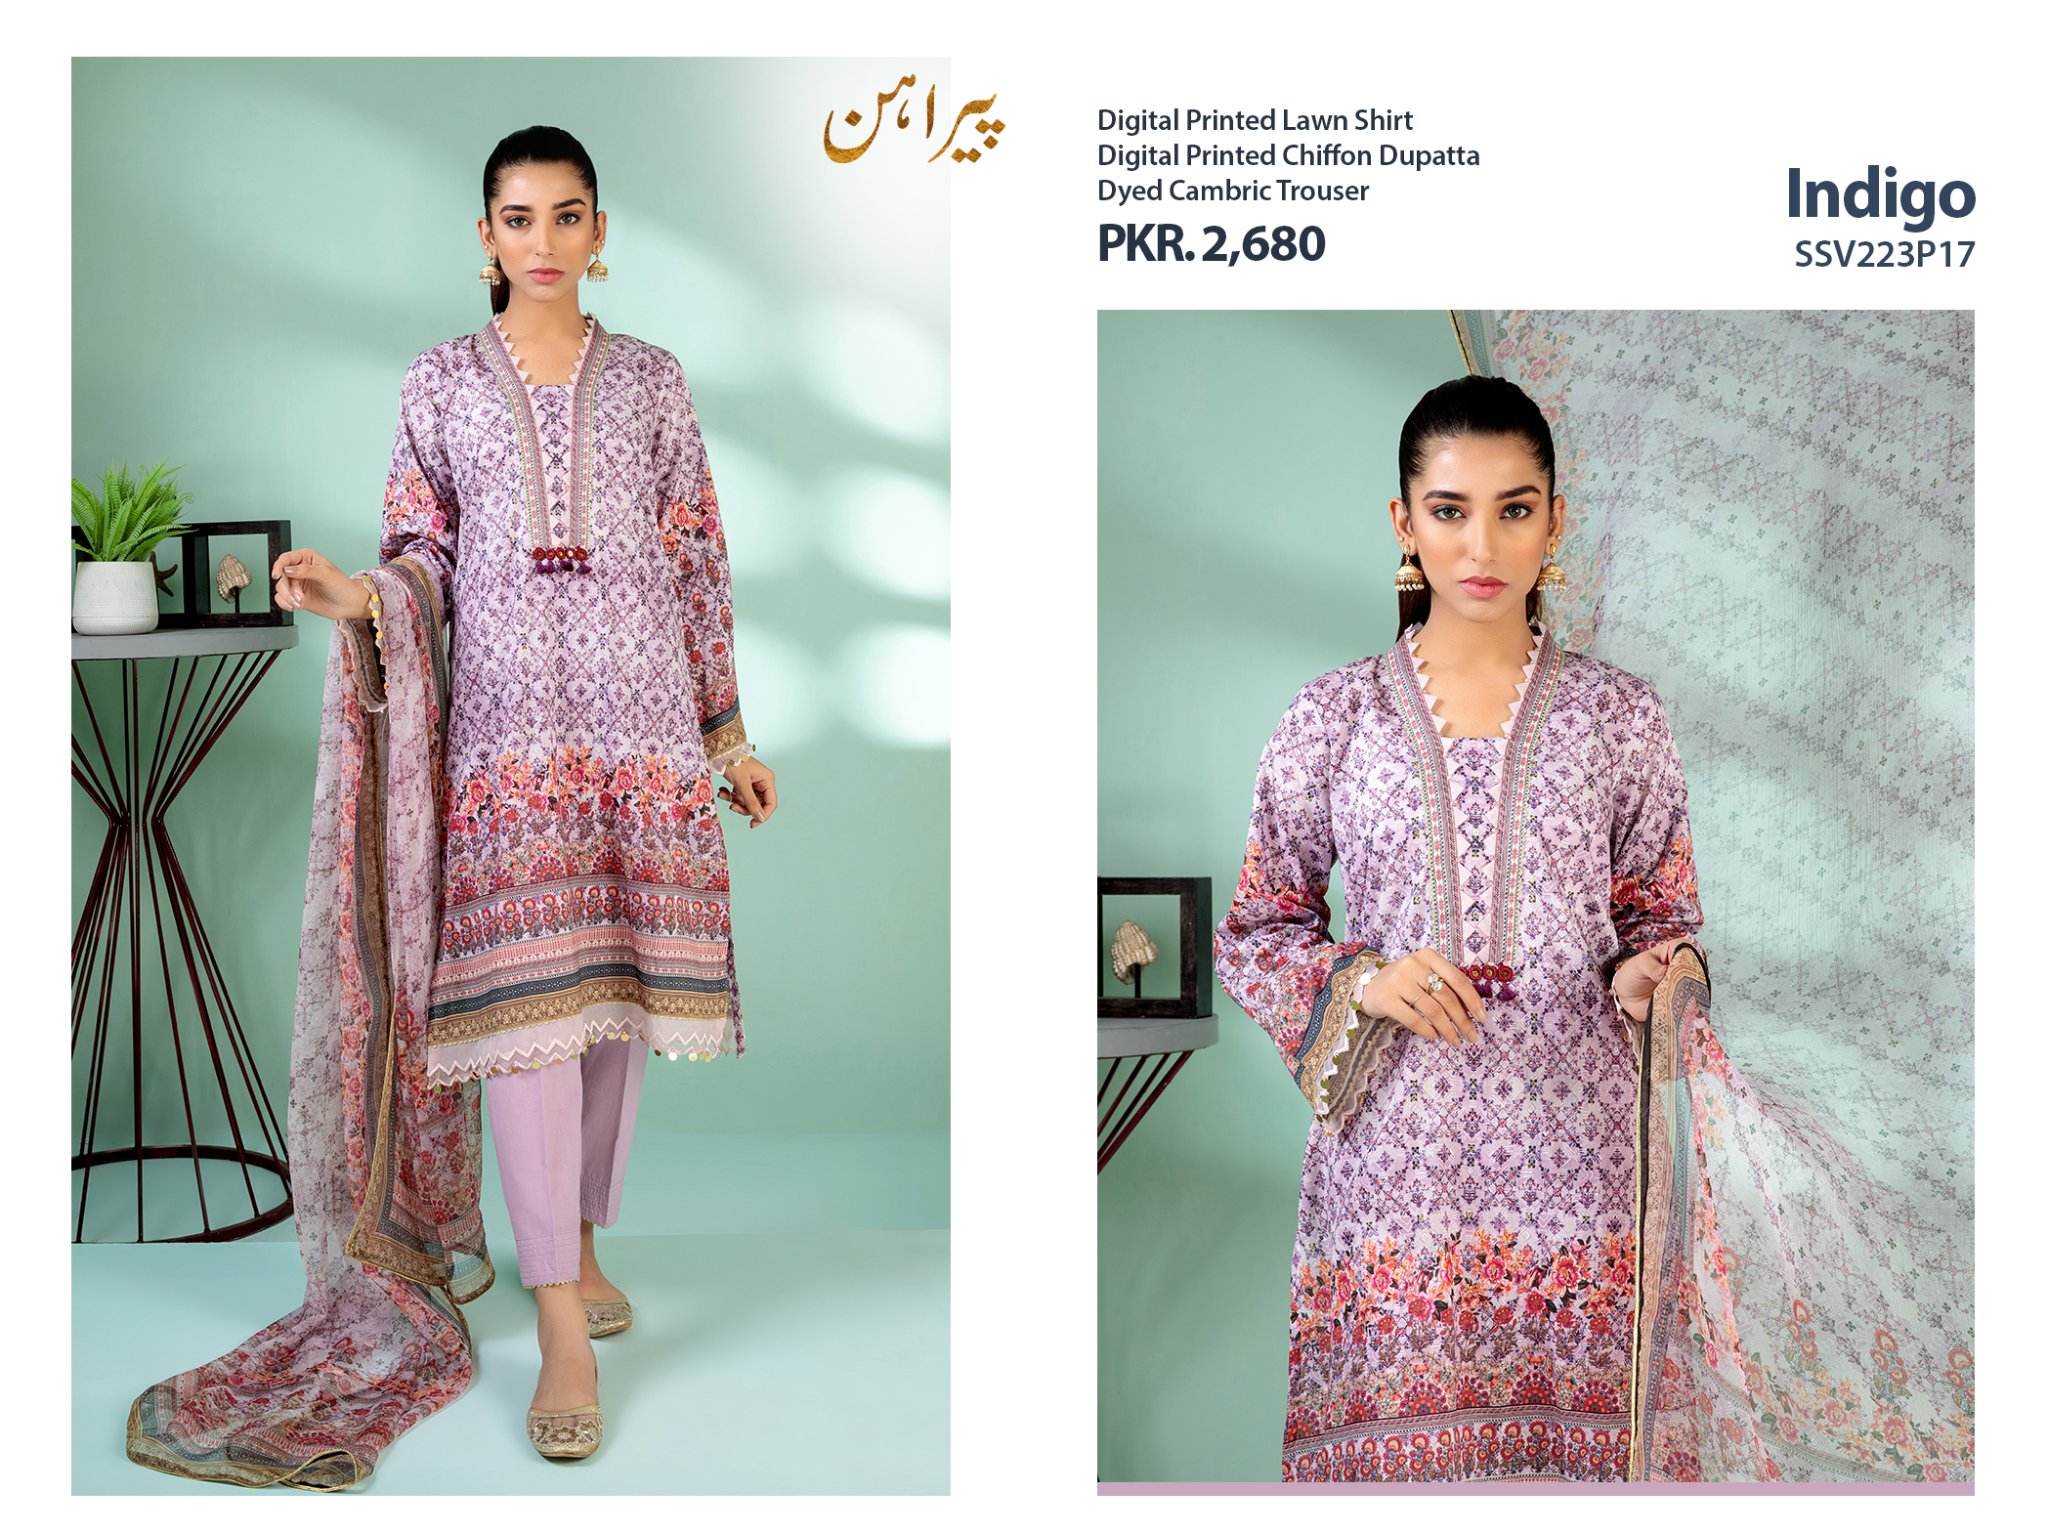 پیراہن
Digital Printed Lawn Shirt
Digital Printed Chiffon Dupatta
Dyed Cambric Trouser
PKR. 2,680
Indigo
SSV223P17